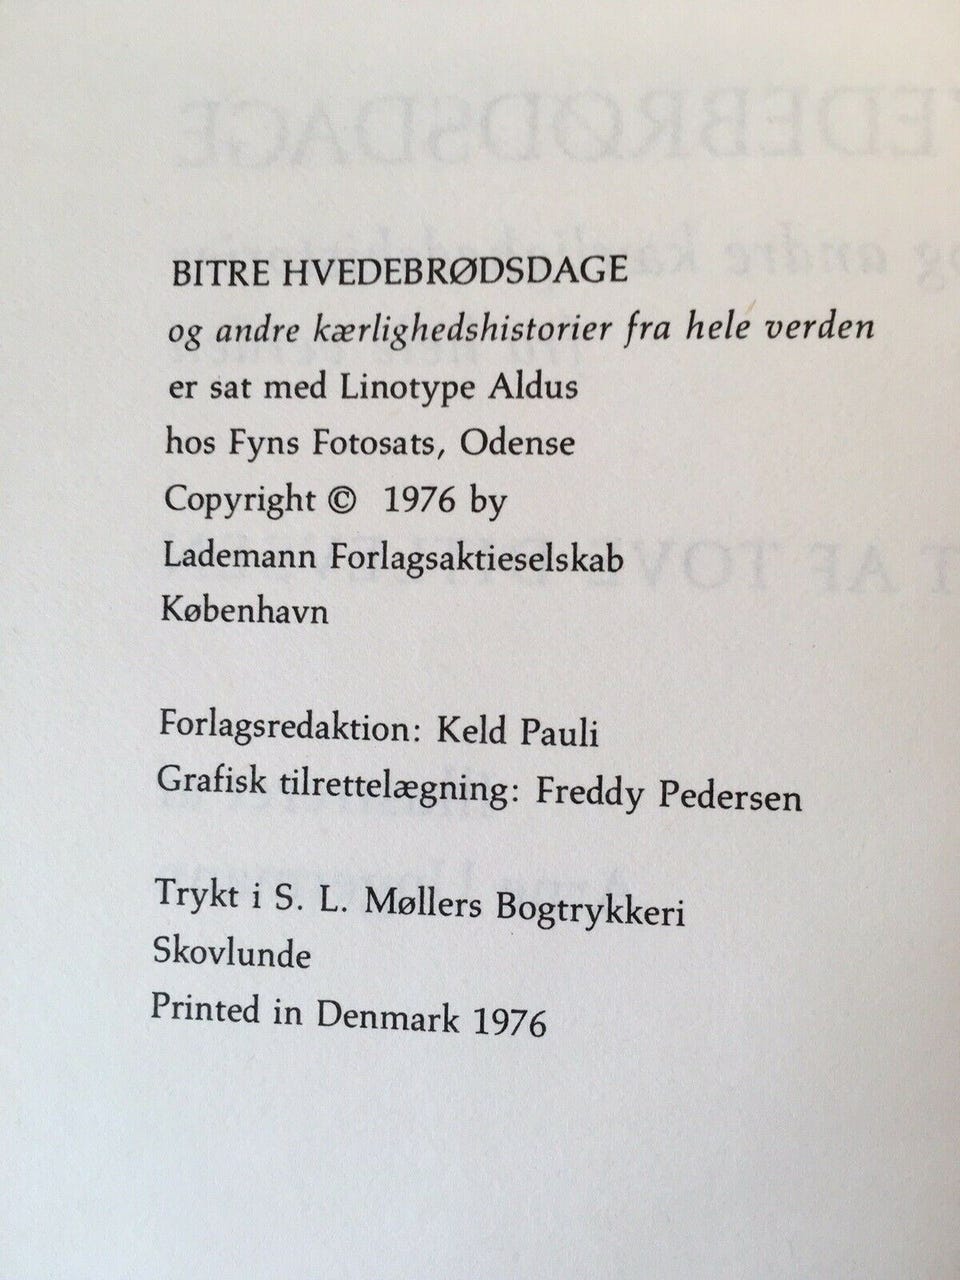 BITRE HVEDEBRØDSDAGE
og andre kærlighedshistorier fra hele verden
er sat med Linotype Aldus
hos Fyns Fotosats, Odense
Copyright © 1976 by
Lademann Forlagsaktieselskab
København
Forlagsredaktion: Keld Pauli
Grafisk tilrettelægning: Freddy Pedersen
Trykt i S. L. Møllers Bogtrykkeri
Skovlunde
Printed in Denmark 1976